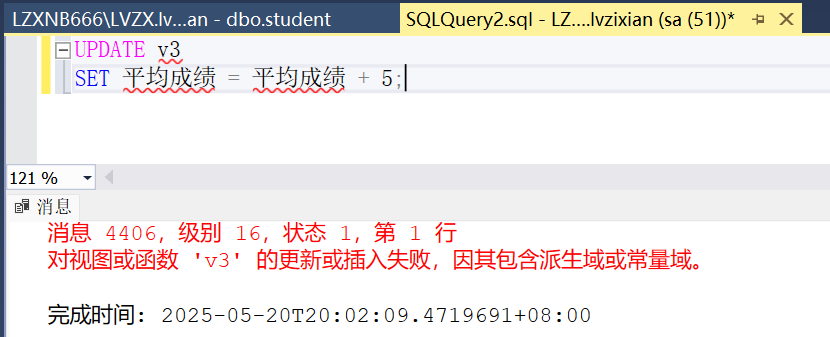 LZXNB666\LVZX.lv...an - dbo.student
SQLQuery2.sql - LZ....lvzixian (sa (51))*
UPDATE v3
SET 平均成绩 = 平均成绩 + 5;
121 %
消息
消息 4406，级别 16，状态 1，第 1 行
对视图或函数 'v3' 的更新或插入失败，因其包含派生域或常量域。
完成时间: 2025-05-20T20:02:09.4719691+08:00